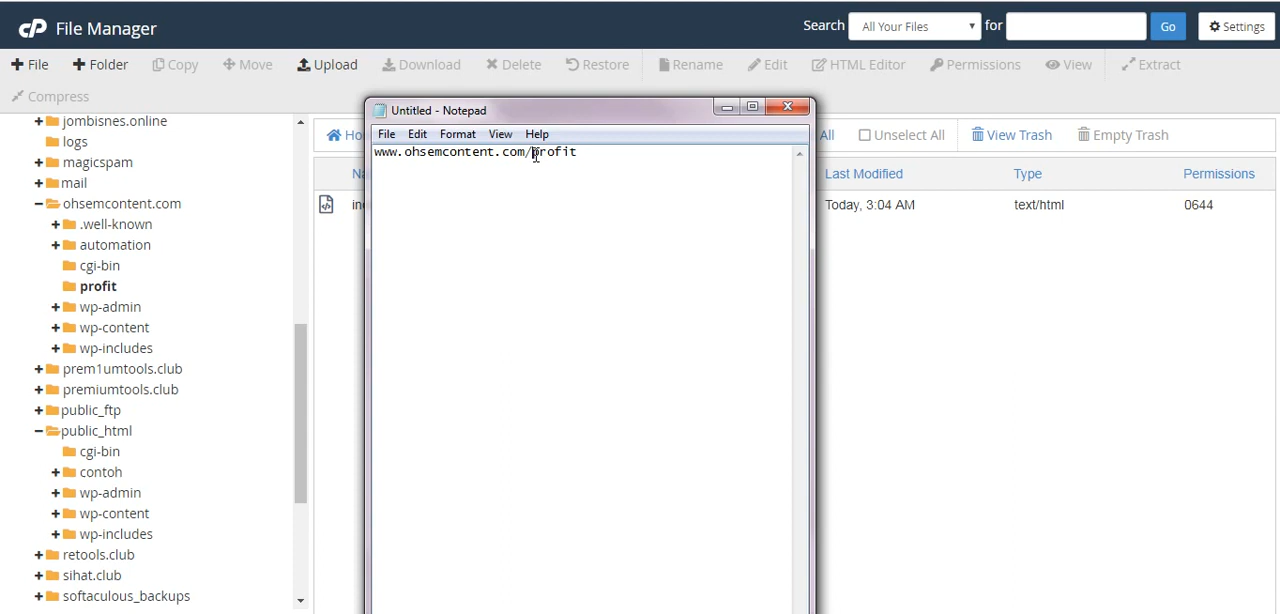 cP File Manager
Search All Your Files for Go Settings
File Folder Copy Move Upload Download Delete Restore Rename Edit HTML Editor Permissions View Extract
Compress
Untitled - Notepad
File Edit Format View Help
www.ohsemcontent.com/profit
jombisnes.online
logs
magicspam
mail
ohsemcontent.com
.well-known
automation
cgi-bin
profit
wp-admin
wp-content
wp-includes
prem1umtools.club
premiumtools.club
public_ftp
public_html
cgi-bin
contoh
wp-admin
wp-content
wp-includes
retools.club
sihat.club
softaculous_backups
All Unselect All View Trash Empty Trash
Last Modified Type Permissions
Today, 3:04 AM text/html 0644